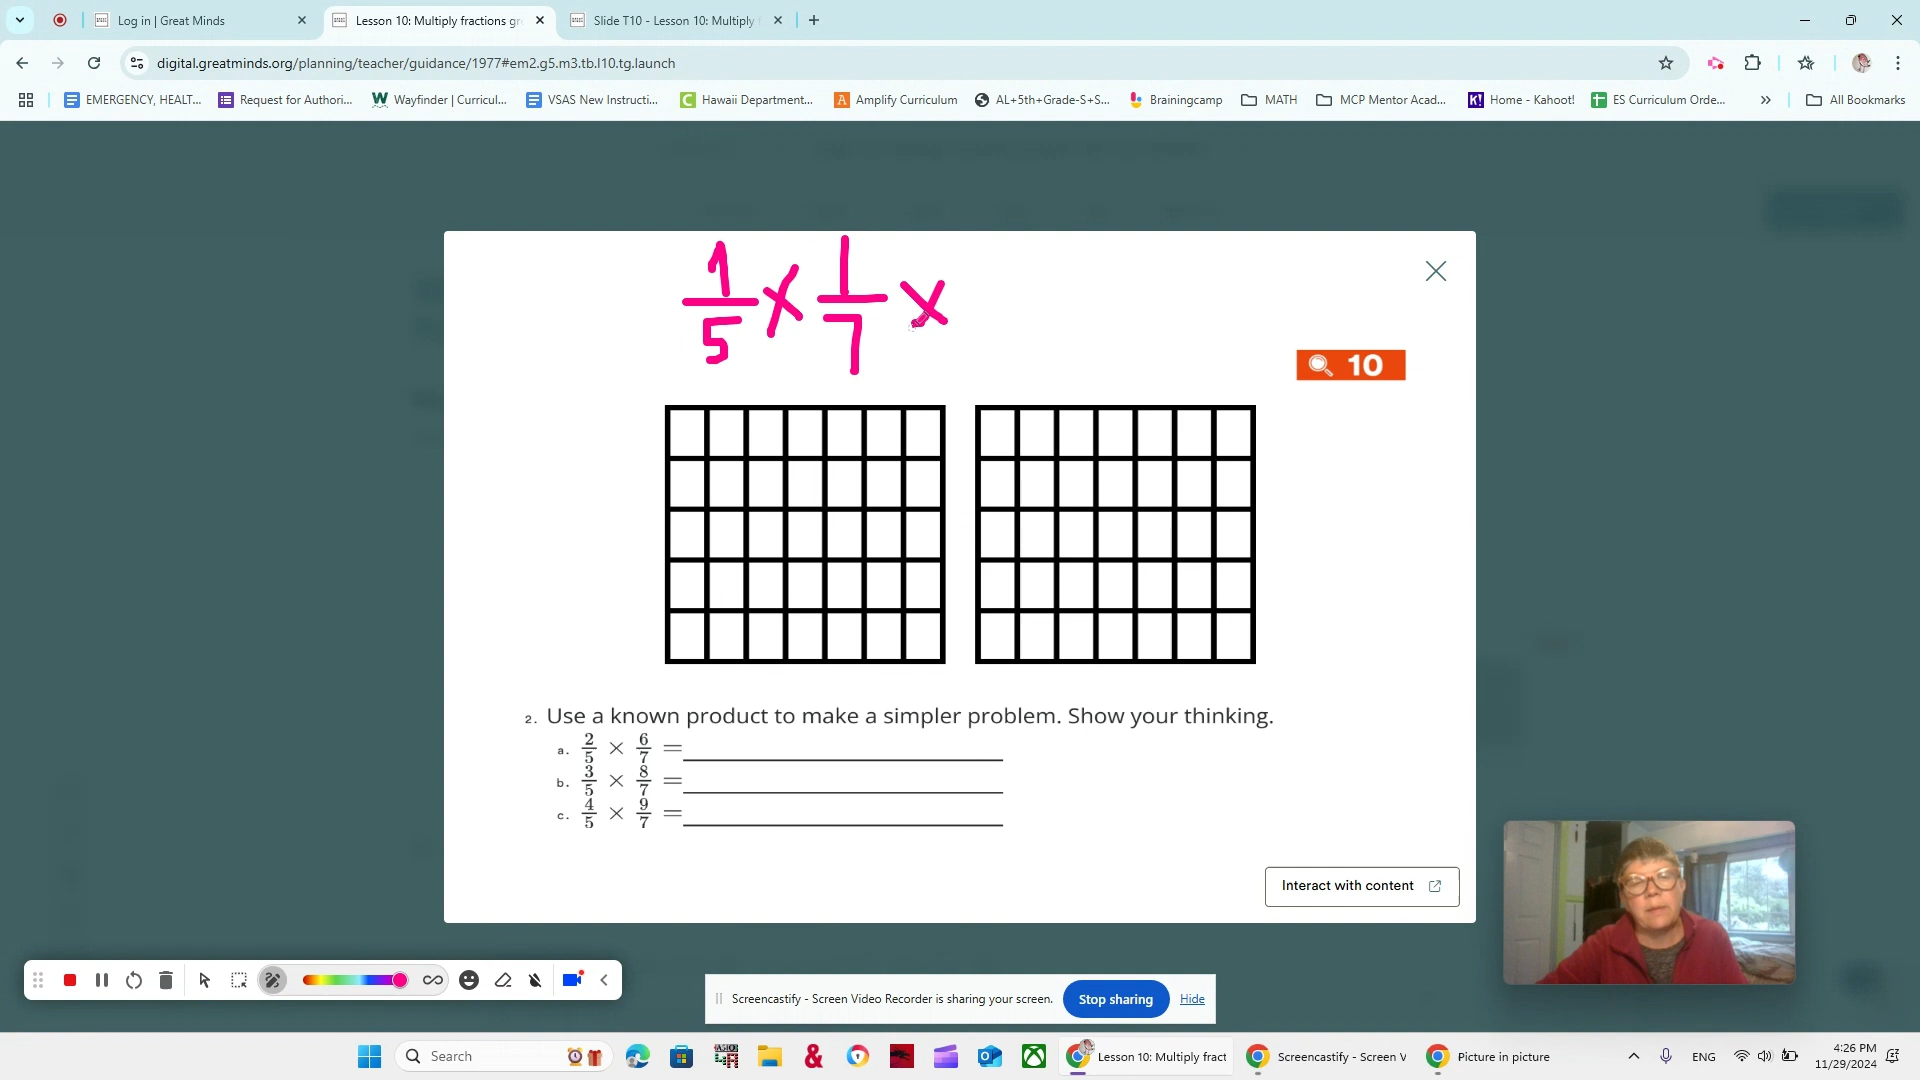 Log in | Great Minds
Lesson 10: Multiply fractions gr
Slide T10 - Lesson 10: Multiply f
digital.greatminds.org/planning/teacher/guidance/1977#em2.g5.m3.tb.l10.tg.launch
EMERGENCY, HEALT... Request for Authori... Wayfinder | Curricul... VSAS New Instructi... Hawaii Department... Amplify Curriculum AL+5th+Grade-S+S... Brainingcamp MATH MCP Mentor Acad... Home - Kahoot! ES Curriculum Orde... » All Bookmarks
1/5 x 1/7 x
10
2. Use a known product to make a simpler problem. Show your thinking.
a. 2/5 × 6/7 =
b. 3/5 × 8/7 =
c. 4/5 × 9/7 =
Interact with content
Screencastify - Screen Video Recorder is sharing your screen. Stop sharing Hide
Search
Lesson 10: Multiply fract
Screencastify - Screen V
Picture in picture
ENG
4:26 PM
11/29/2024